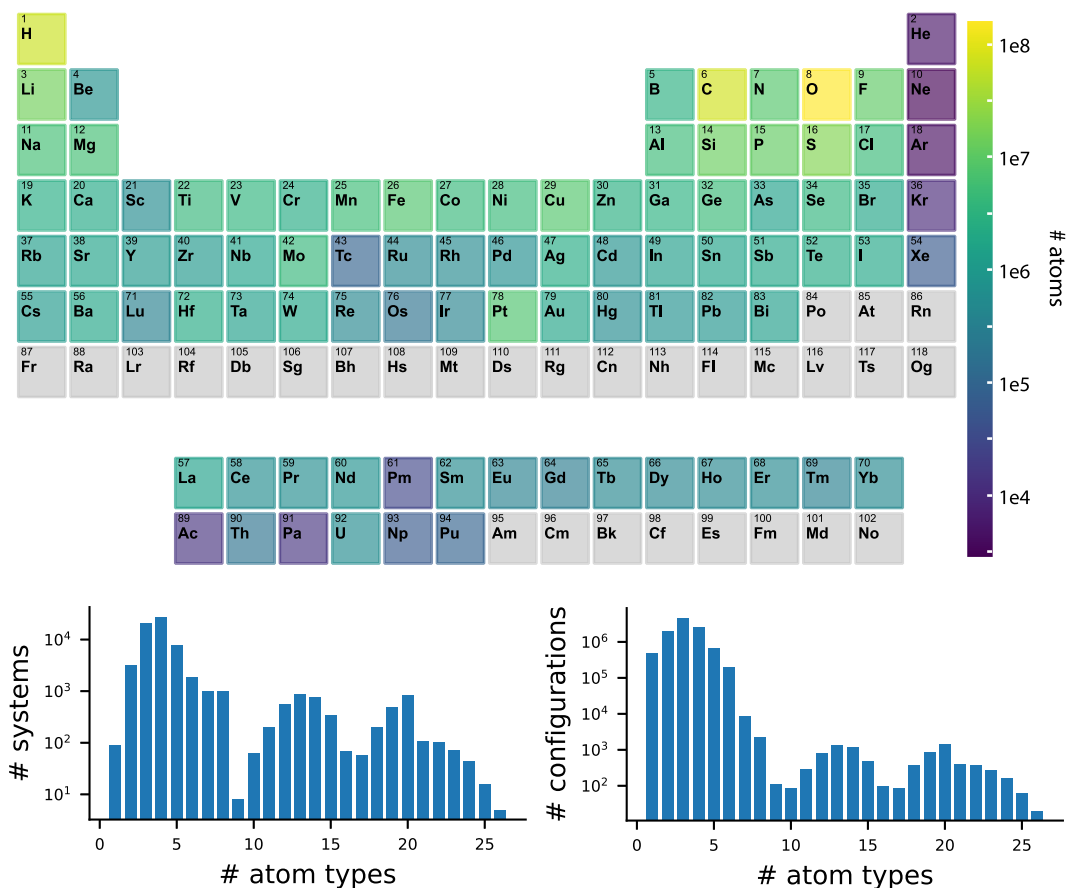 1 2
H He
3 4 5 6 7 8 9 10
Li Be B C N O F Ne
11 12 13 14 15 16 17 18
Na Mg Al Si P S Cl Ar
19 20 21 22 23 24 25 26 27 28 29 30 31 32 33 34 35 36
K Ca Sc Ti V Cr Mn Fe Co Ni Cu Zn Ga Ge As Se Br Kr
37 38 39 40 41 42 43 44 45 46 47 48 49 50 51 52 53 54
Rb Sr Y Zr Nb Mo Tc Ru Rh Pd Ag Cd In Sn Sb Te I Xe
55 56 71 72 73 74 75 76 77 78 79 80 81 82 83 84 85 86
Cs Ba Lu Hf Ta W Re Os Ir Pt Au Hg Tl Pb Bi Po At Rn
87 88 103 104 105 106 107 108 109 110 111 112 113 114 115 116 117 118
Fr Ra Lr Rf Db Sg Bh Hs Mt Ds Rg Cn Nh Fl Mc Lv Ts Og
57 58 59 60 61 62 63 64 65 66 67 68 69 70
La Ce Pr Nd Pm Sm Eu Gd Tb Dy Ho Er Tm Yb
89 90 91 92 93 94 95 96 97 98 99 100 101 102
Ac Th Pa U Np Pu Am Cm Bk Cf Es Fm Md No
1e8
1e7
1e6
1e5
1e4
# atoms
# systems
10⁴
10³
10²
10¹
0 5 10 15 20 25
# atom types
# configurations
10⁶
10⁵
10⁴
10³
10²
0 5 10 15 20 25
# atom types